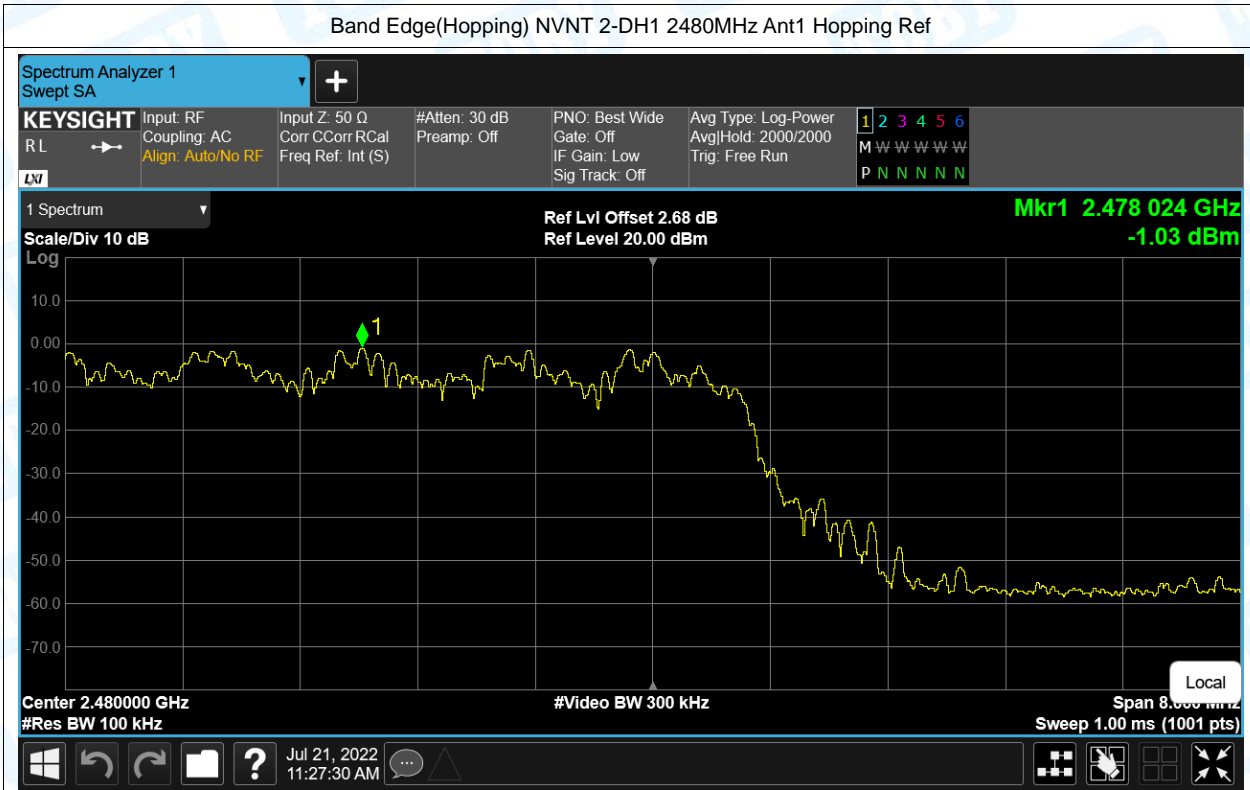 Band Edge(Hopping) NVNT 2-DH1 2480MHz Ant1 Hopping Ref
Spectrum Analyzer 1
Swept SA
KEYSIGHT
R L
LXI
Input: RF
Coupling: AC
Align: Auto/No RF
Input Z: 50 Ω
Corr CCorr RCal
Freq Ref: Int (S)
#Atten: 30 dB
Preamp: Off
PNO: Best Wide
Gate: Off
IF Gain: Low
Sig Track: Off
Avg Type: Log-Power
Avg|Hold: 2000/2000
Trig: Free Run
1 2 3 4 5 6
M W W W W W
P N N N N N
1 Spectrum
Scale/Div 10 dB
Ref Lvl Offset 2.68 dB
Ref Level 20.00 dBm
Mkr1 2.478 024 GHz
-1.03 dBm
Log
10.0
0.00
-10.0
-20.0
-30.0
-40.0
-50.0
-60.0
-70.0
1
Center 2.480000 GHz
#Res BW 100 kHz
#Video BW 300 kHz
Local
Span 8.000 MHz
Sweep 1.00 ms (1001 pts)
?
Jul 21, 2022
11:27:30 AM